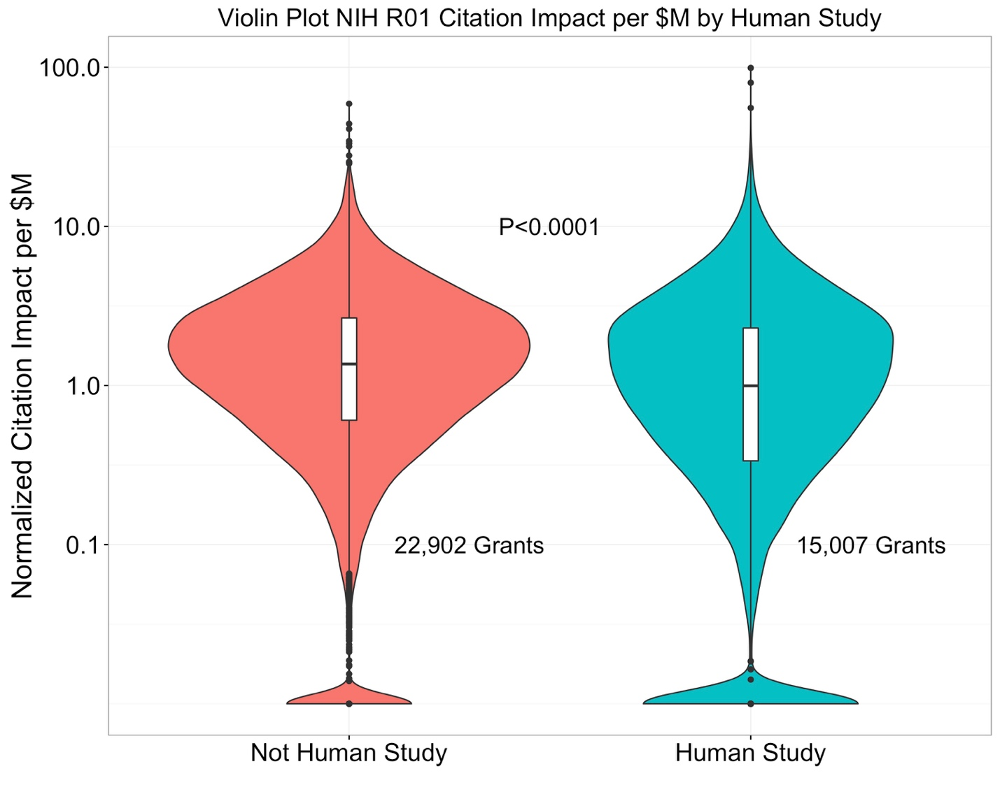 Violin Plot NIH R01 Citation Impact per $M by Human Study
Normalized Citation Impact per $M
100.0
10.0
1.0
0.1
P<0.0001
22,902 Grants
15,007 Grants
Not Human Study
Human Study